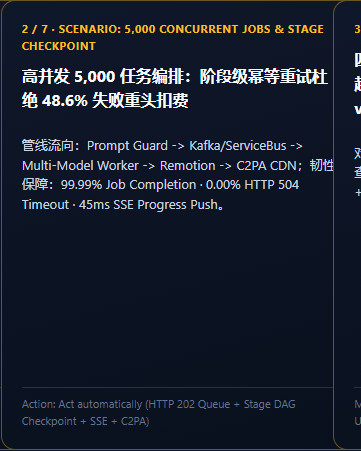 2 / 7 · SCENARIO: 5,000 CONCURRENT JOBS & STAGE
CHECKPOINT
高并发 5,000 任务编排：阶段级幂等重试杜
绝 48.6% 失败重头扣费
管线流向：Prompt Guard -> Kafka/ServiceBus ->
Multi-Model Worker -> Remotion -> C2PA CDN；韧性
保障：99.99% Job Completion · 0.00% HTTP 504
Timeout · 45ms SSE Progress Push。
Action: Act automatically (HTTP 202 Queue + Stage DAG
Checkpoint + SSE + C2PA)